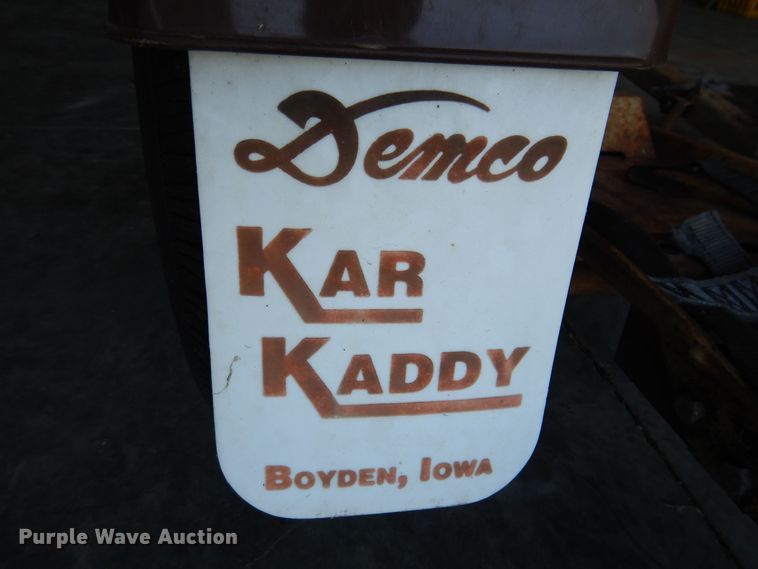 Demco
KAR
KADDY
BOYDEN, IOWA
Purple Wave Auction